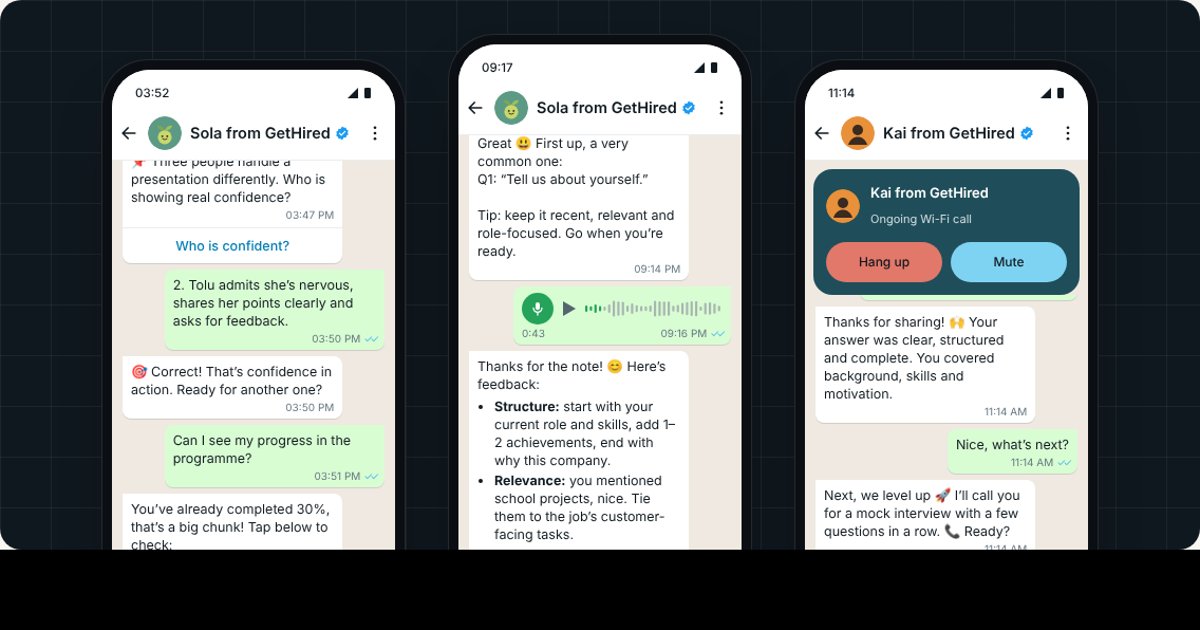 03:52
Sola from GetHired
📌 Three people handle a
presentation differently. Who is
showing real confidence?
03:47 PM
Who is confident?
2. Tolu admits she’s nervous,
shares her points clearly and
asks for feedback.
03:50 PM
🎯 Correct! That’s confidence in
action. Ready for another one?
03:50 PM
Can I see my progress in the
programme?
03:51 PM
You’ve already completed 30%,
that’s a big chunk! Tap below to
check:
09:17
Sola from GetHired
Great 😃 First up, a very
common one:
Q1: “Tell us about yourself.”
Tip: keep it recent, relevant and
role-focused. Go when you’re
ready.
09:14 PM
0:43
09:16 PM
Thanks for the note! 😊 Here’s
feedback:
• Structure: start with your
current role and skills, add 1–
2 achievements, end with
why this company.
• Relevance: you mentioned
school projects, nice. Tie
them to the job’s customer-
facing tasks.
11:14
Kai from GetHired
Kai from GetHired
Ongoing Wi-Fi call
Hang up
Mute
Thanks for sharing! 🙌 Your
answer was clear, structured
and complete. You covered
background, skills and
motivation.
11:14 AM
Nice, what’s next?
11:14 AM
Next, we level up 🚀 I’ll call you
for a mock interview with a few
questions in a row. 📞 Ready?
11:14 AM